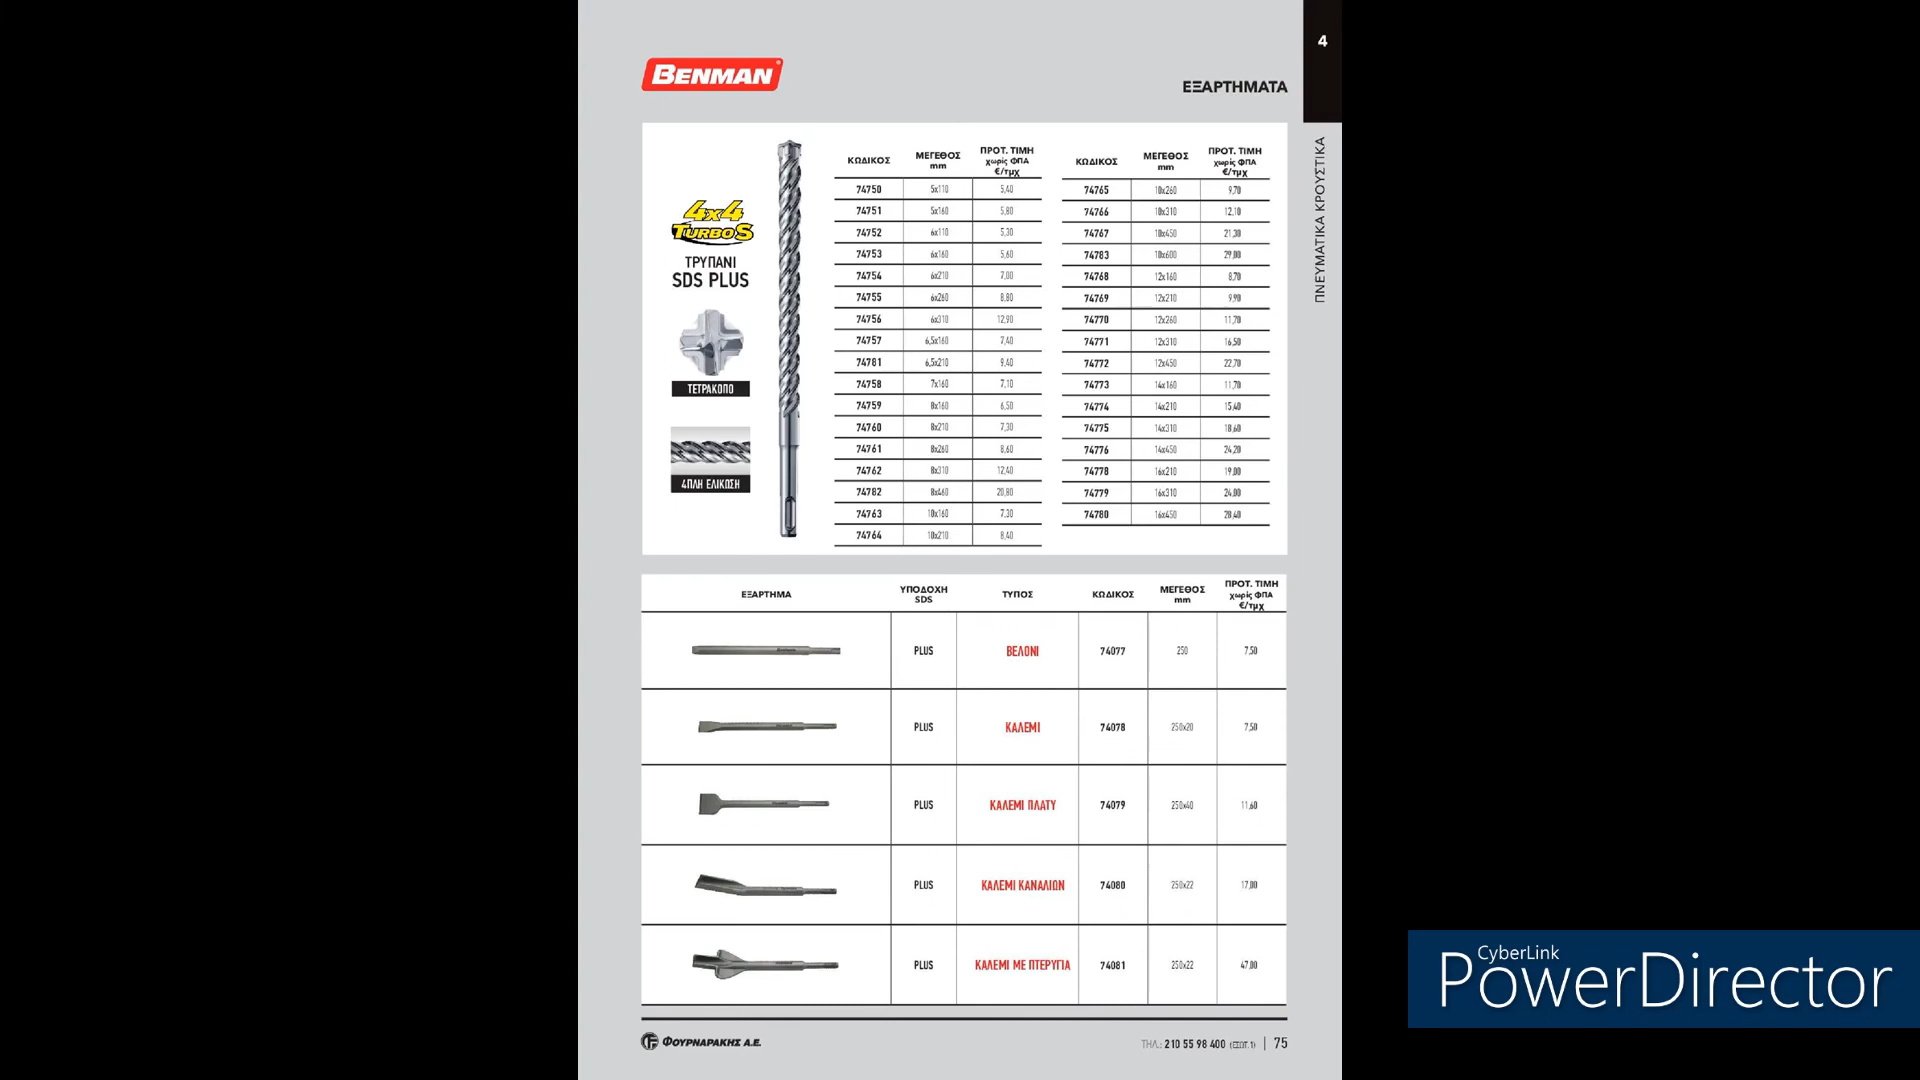 4
BENMAN
ΕΞΑΡΤΗΜΑΤΑ
ΠΝΕΥΜΑΤΙΚΑ ΚΡΟΥΣΤΙΚΑ
4x4
TURBO S
ΤΡΥΠΑΝΙ
SDS PLUS
ΤΕΤΡΑΚΟΠΟ
4ΠΛΗ ΕΛΙΚΩΣΗ
ΚΩΔΙΚΟΣ ΜΕΓΕΘΟΣ mm ΠΡΟΤ. ΤΙΜΗ χωρίς ΦΠΑ €/τμχ
74750 5x110 5,40
74751 5x160 5,80
74752 6x110 5,30
74753 6x160 5,60
74754 6x210 7,00
74755 6x260 8,80
74756 6x310 12,90
74757 6,5x160 7,40
74781 6,5x210 9,40
74758 7x160 7,10
74759 8x160 6,50
74760 8x210 7,30
74761 8x260 8,60
74762 8x310 12,40
74782 8x460 20,80
74763 10x160 7,30
74764 10x210 8,40
ΚΩΔΙΚΟΣ ΜΕΓΕΘΟΣ mm ΠΡΟΤ. ΤΙΜΗ χωρίς ΦΠΑ €/τμχ
74765 10x260 9,70
74766 10x310 12,10
74767 10x450 21,30
74783 10x600 29,00
74768 12x160 8,70
74769 12x210 9,90
74770 12x260 11,70
74771 12x310 16,50
74772 12x450 22,70
74773 14x160 11,70
74774 14x210 15,40
74775 14x310 18,60
74776 14x450 24,20
74778 16x210 19,00
74779 16x310 24,00
74780 16x450 28,40
ΕΞΑΡΤΗΜΑ ΥΠΟΔΟΧΗ SDS ΤΥΠΟΣ ΚΩΔΙΚΟΣ ΜΕΓΕΘΟΣ mm ΠΡΟΤ. ΤΙΜΗ χωρίς ΦΠΑ €/τμχ
PLUS ΒΕΛΟΝΙ 74077 250 7,50
PLUS ΚΑΛΕΜΙ 74078 250x20 7,50
PLUS ΚΑΛΕΜΙ ΠΛΑΤΥ 74079 250x40 11,60
PLUS ΚΑΛΕΜΙ ΚΑΝΑΛΙΩΝ 74080 250x22 17,00
PLUS ΚΑΛΕΜΙ ΜΕ ΠΤΕΡΥΓΙΑ 74081 250x22 47,00
ΦΟΥΡΝΑΡΑΚΗΣ Α.Ε.
ΤΗΛ.: 210 55 98 400 (ΕΣΩΤ.1) | 75
CyberLink
PowerDirector